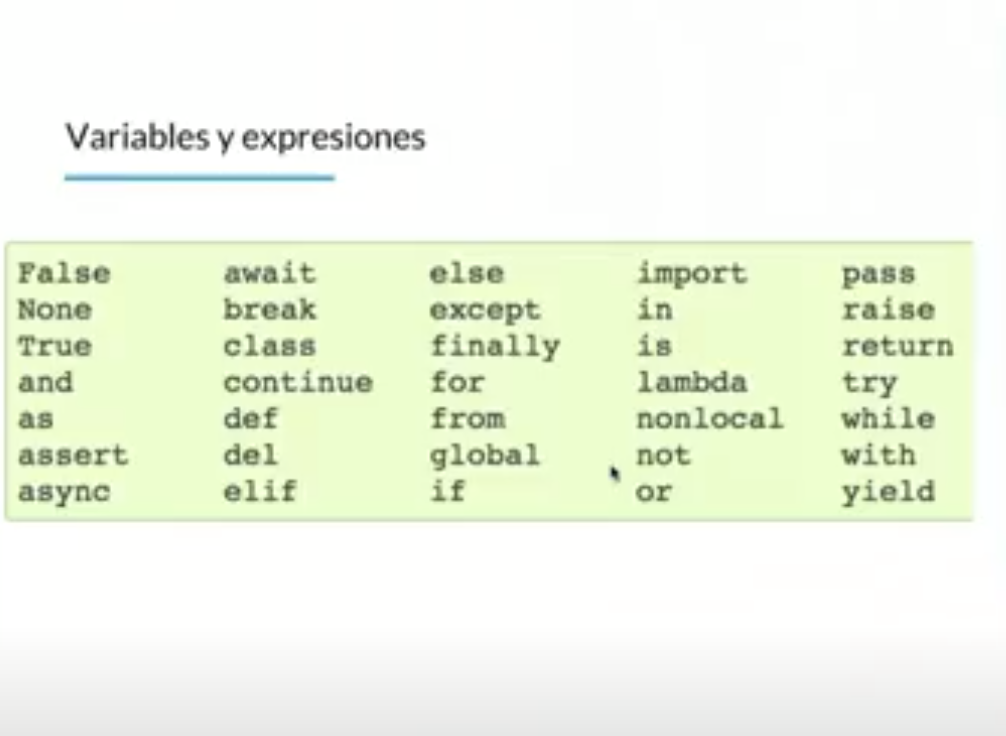 Variables y expresiones
False await else import pass
None break except in raise
True class finally is return
and continue for lambda try
as def from nonlocal while
assert del global not with
async elif if or yield